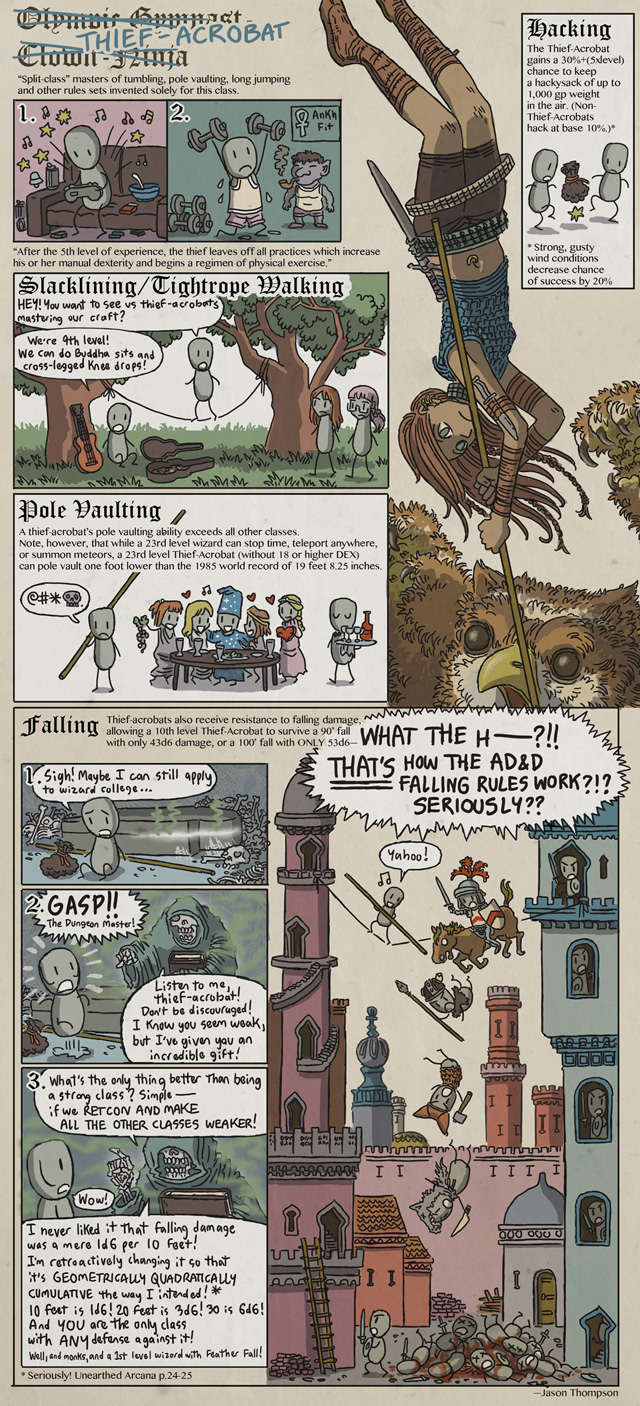 Olympic Gymnast-
Clown-Ninja
THIEF-ACROBAT
"Split-class" masters of tumbling, pole vaulting, long jumping
and other rules sets invented solely for this class.
1.
2.
Ankh
Fit
"After the 5th level of experience, the thief leaves off all practices which increase
his or her manual dexterity and begins a regimen of physical exercise."
Hacking
The Thief-Acrobat
gains a 30%+(5xlevel)
chance to keep
a hackysack of up to
1,000 gp weight
in the air. (Non-
Thief-Acrobats
hack at base 10%.)*
* Strong, gusty
wind conditions
decrease chance
of success by 20%
Slacklining/Tightrope Walking
HEY! You want to see us thief-acrobats
mastering our craft?
We're 9th level!
We can do Buddha sits and
cross-legged knee drops!
Pole Vaulting
A thief-acrobat's pole vaulting ability exceeds all other classes.
Note, however, that while a 23rd level wizard can stop time, teleport anywhere,
or summon meteors, a 23rd level Thief-Acrobat (without 18 or higher DEX)
can pole vault one foot lower than the 1985 world record of 19 feet 8.25 inches.
@#*
Falling
Thief-acrobats also receive resistance to falling damage,
allowing a 10th level Thief-Acrobat to survive a 90' fall
with only 43d6 damage, or a 100' fall with ONLY 53d6—
WHAT THE H—?!!
THAT'S HOW THE AD&D
FALLING RULES WORK?!?
SERIOUSLY??
1. Sigh! Maybe I can still apply
to wizard college...
2. GASP!!
The Dungeon Master!
Listen to me,
thief-acrobat!
Don't be discouraged!
I know you seem weak,
but I've given you an
incredible gift!
3. What's the only thing better than being
a strong class? Simple—
if we RETCON AND MAKE
ALL THE OTHER CLASSES WEAKER!
Wow!
I never liked it that falling damage
was a mere 1d6 per 10 feet!
I'm retroactively changing it so that
it's GEOMETRICALLY QUADRATICALLY
CUMULATIVE the way I intended!*
10 feet is 1d6! 20 feet is 3d6! 30 is 6d6!
And YOU are the only class
with ANY defense against it!
Well, and monks, and a 1st level wizard with Feather Fall!
Yahoo!
* Seriously! Unearthed Arcana p.24-25
—Jason Thompson